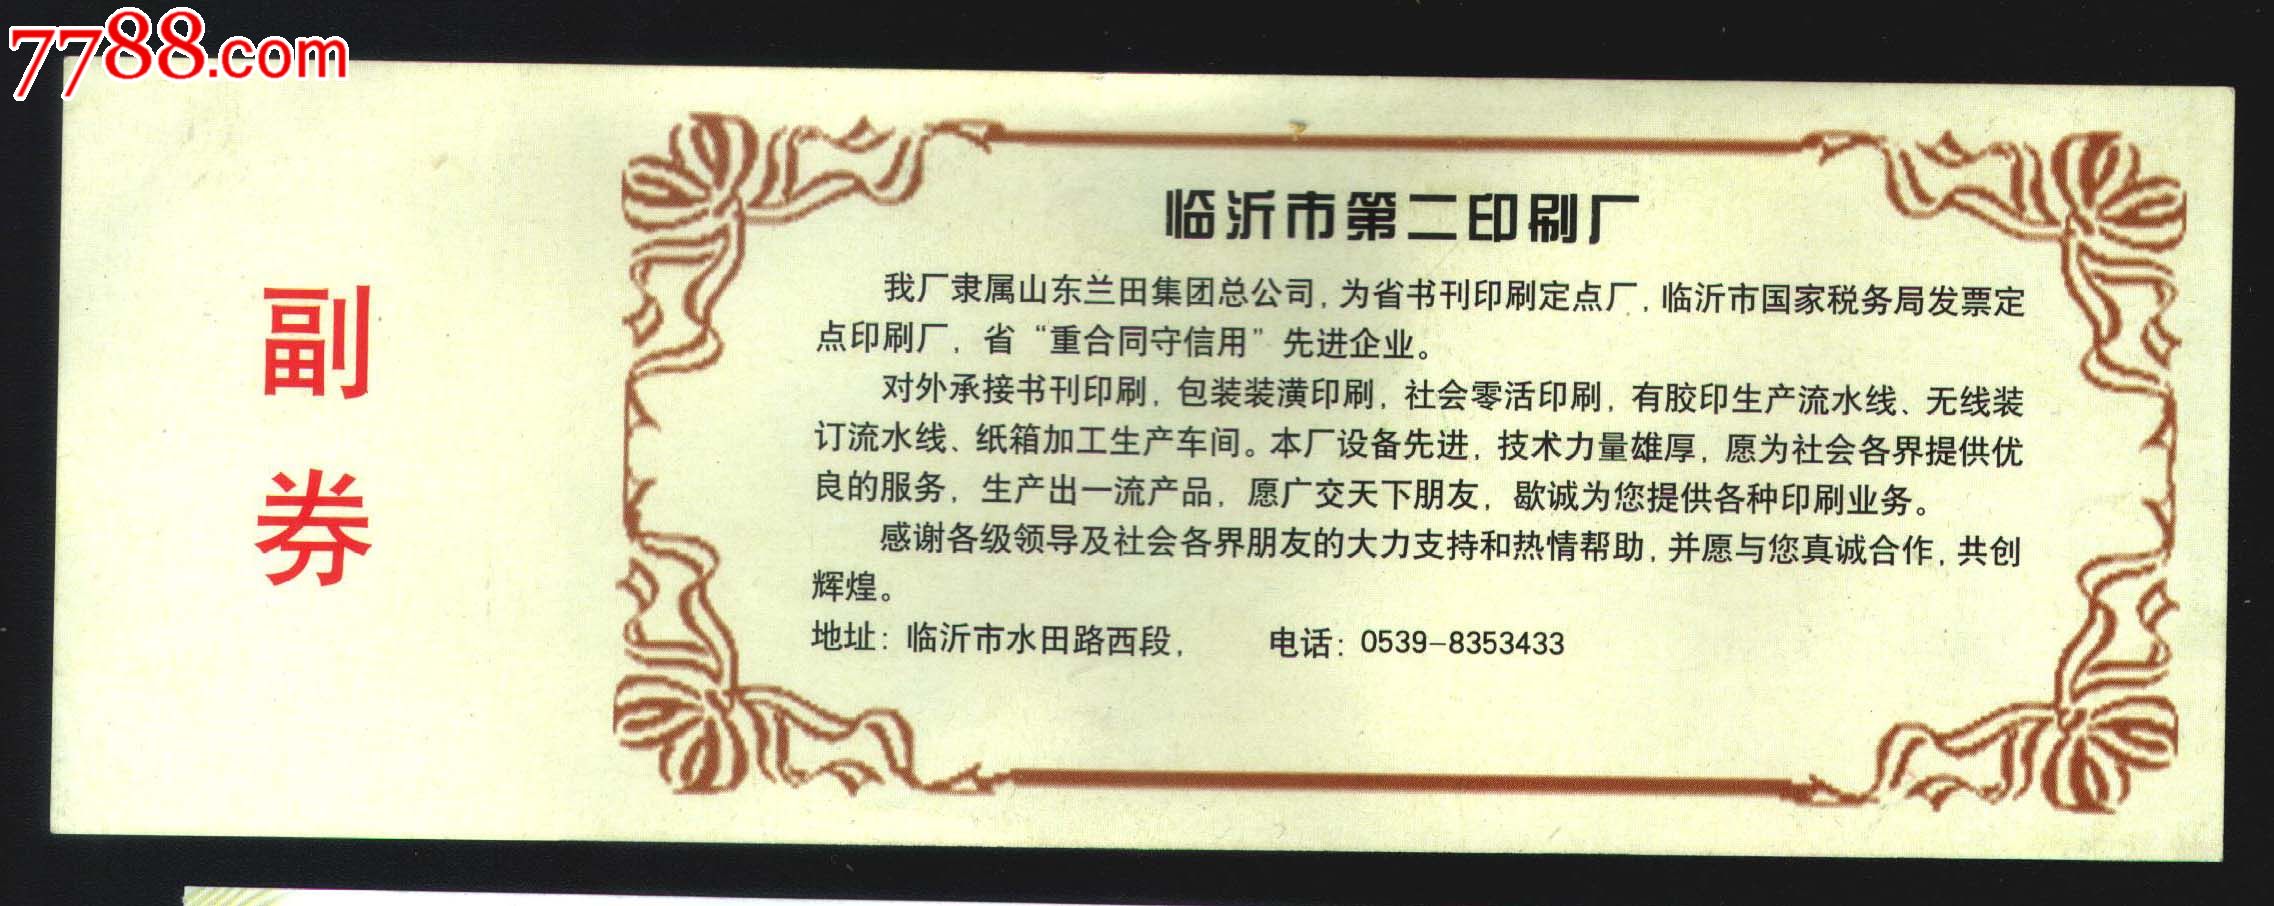 7788.com
副
券
临沂市第二印刷厂
我厂隶属山东兰田集团总公司,为省书刊印刷定点厂,临沂市国家税务局发票定
点印刷厂,省“重合同守信用”先进企业。
对外承接书刊印刷,包装装潢印刷,社会零活印刷,有胶印生产流水线、无线装
订流水线、纸箱加工生产车间。本厂设备先进,技术力量雄厚,愿为社会各界提供优
良的服务,生产出一流产品,愿广交天下朋友,歇诚为您提供各种印刷业务。
感谢各级领导及社会各界朋友的大力支持和热情帮助,并愿与您真诚合作,共创
辉煌。
地址:临沂市水田路西段, 电话:0539-8353433